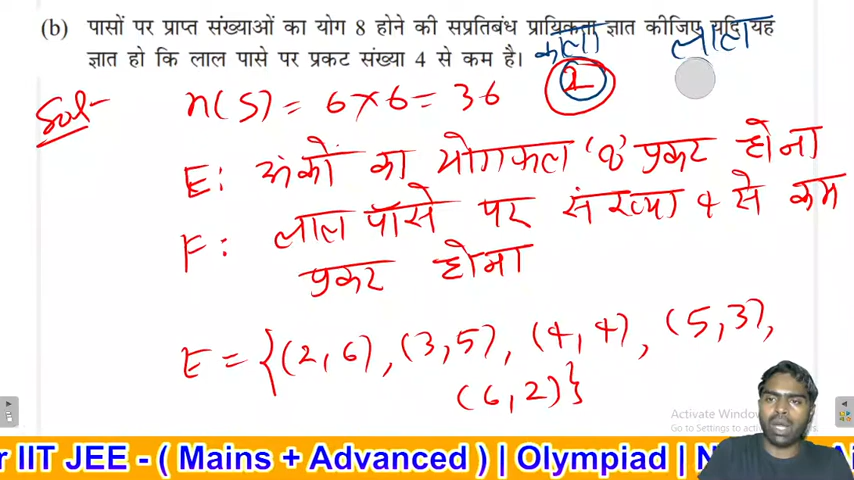 (b) पासों पर प्राप्त संख्याओं का योग 8 होने की सप्रतिबंध प्रायिकता ज्ञात कीजिए यदि यह
ज्ञात हो कि लाल पासे पर प्रकट संख्या 4 से कम है।
काला लाल
2
Sol- n(S) = 6×6 = 36
E: अंकों का योगफल '8' प्रकट होना
F: लाल पॉसे पर संख्या 4 से कम
प्रकट होना
E = {(2,6), (3,5), (4,4), (5,3),
(6,2)}
Activate Window
Go to Settings to activate
r IIT JEE - ( Mains + Advanced ) | Olympiad | N